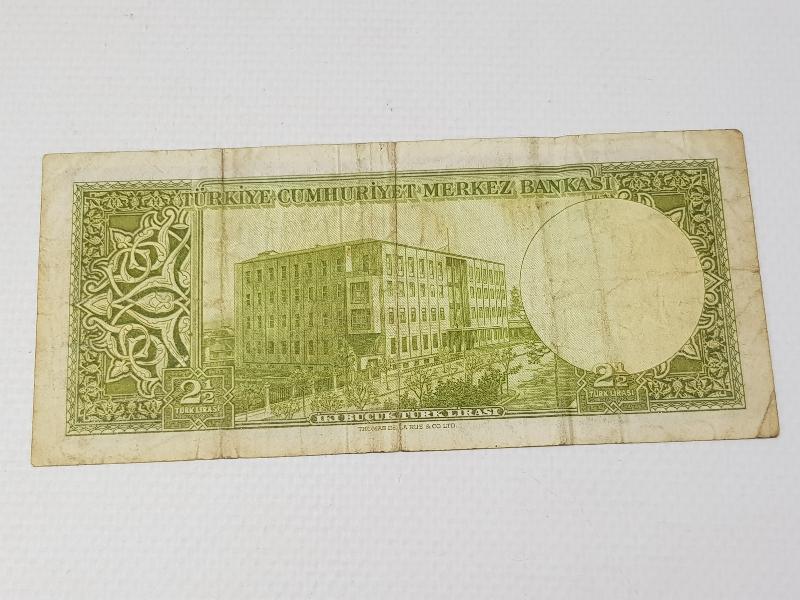 TÜRKİYE CUMHURİYET MERKEZ BANKASI
2½
TÜRK LİRASI
İKİ BUÇUK TÜRK LİRASI
2½
TÜRK LİRASI
THOMAS DE LA RUE & CO LTD.